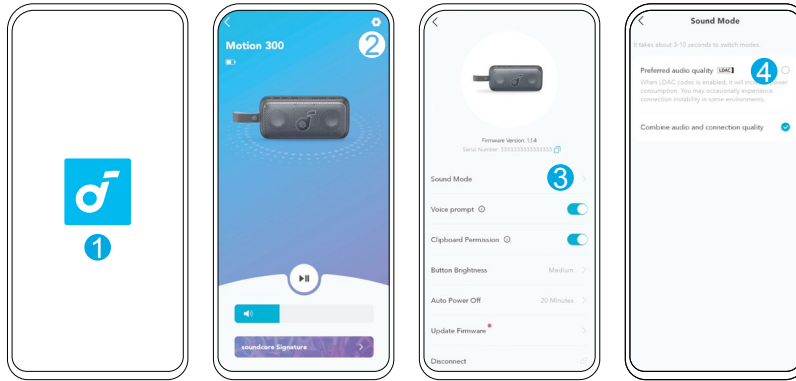 1
2
Motion 300
soundcore Signature
Firmware Version: 1.1.4
Serial Number: 5555555555555555
Sound Mode
3
Voice prompt
Clipboard Permission
Button Brightness Medium
Auto Power Off 20 Minutes
Update Firmware
Disconnect
Sound Mode
It takes about 3-10 seconds to switch modes.
Preferred audio quality LDAC
4
When LDAC codec is enabled, it will power
consumption. You may occasionally experience
connection instability in some environments.
Combine audio and connection quality